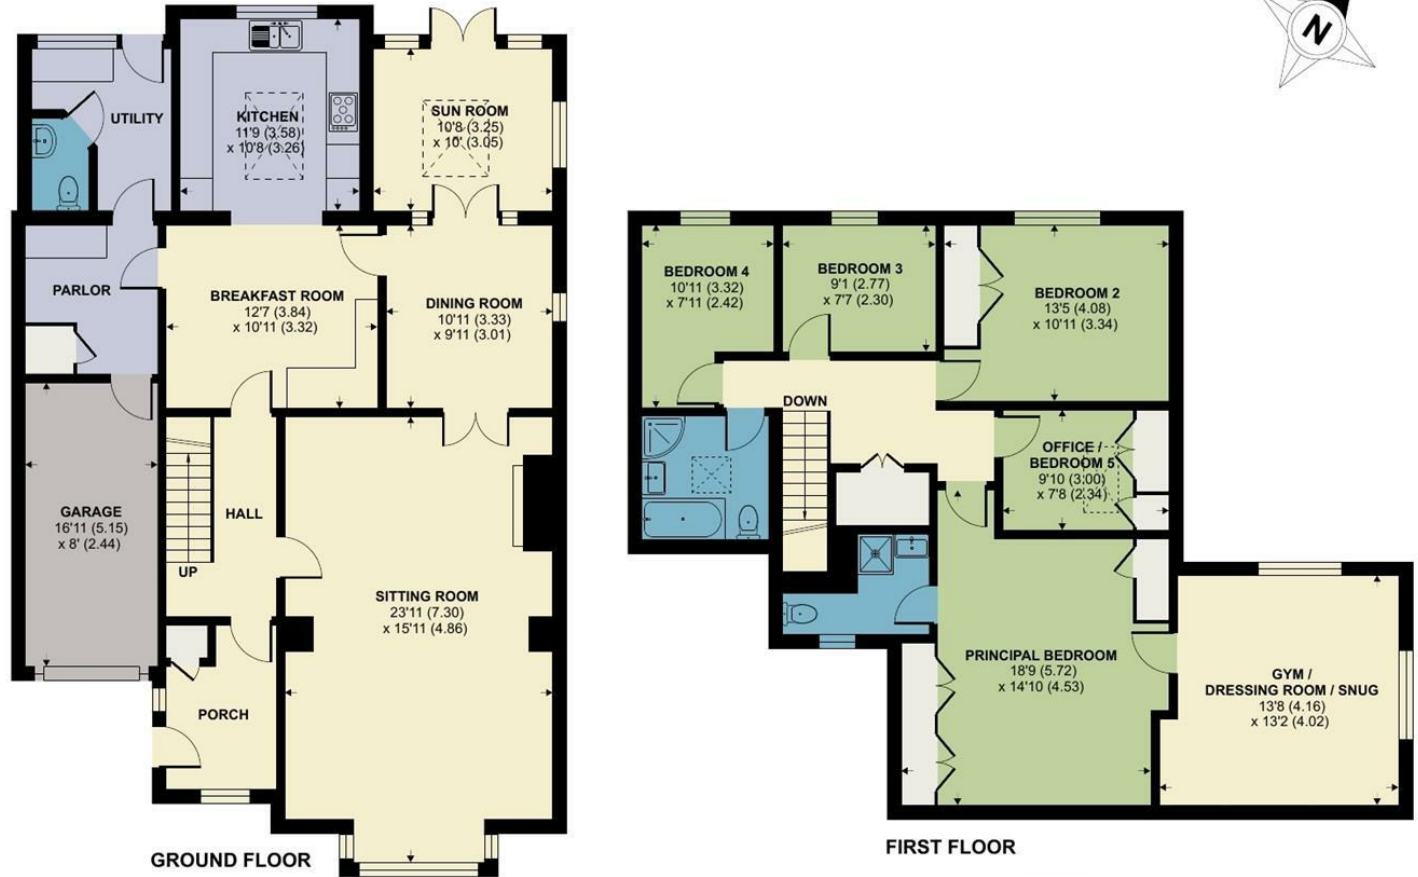 N
UTILITY
KITCHEN
11'9 (3.58)
x 10'8 (3.26)
SUN ROOM
10'8 (3.25)
x 10' (3.05)
PARLOR
BREAKFAST ROOM
12'7 (3.84)
x 10'11 (3.32)
DINING ROOM
10'11 (3.33)
x 9'11 (3.01)
GARAGE
16'11 (5.15)
x 8' (2.44)
HALL
UP
SITTING ROOM
23'11 (7.30)
x 15'11 (4.86)
PORCH
GROUND FLOOR
BEDROOM 4
10'11 (3.32)
x 7'11 (2.42)
BEDROOM 3
9'1 (2.77)
x 7'7 (2.30)
BEDROOM 2
13'5 (4.08)
x 10'11 (3.34)
DOWN
OFFICE /
BEDROOM 5
9'10 (3.00)
x 7'8 (2.34)
PRINCIPAL BEDROOM
18'9 (5.72)
x 14'10 (4.53)
GYM /
DRESSING ROOM / SNUG
13'8 (4.16)
x 13'2 (4.02)
FIRST FLOOR